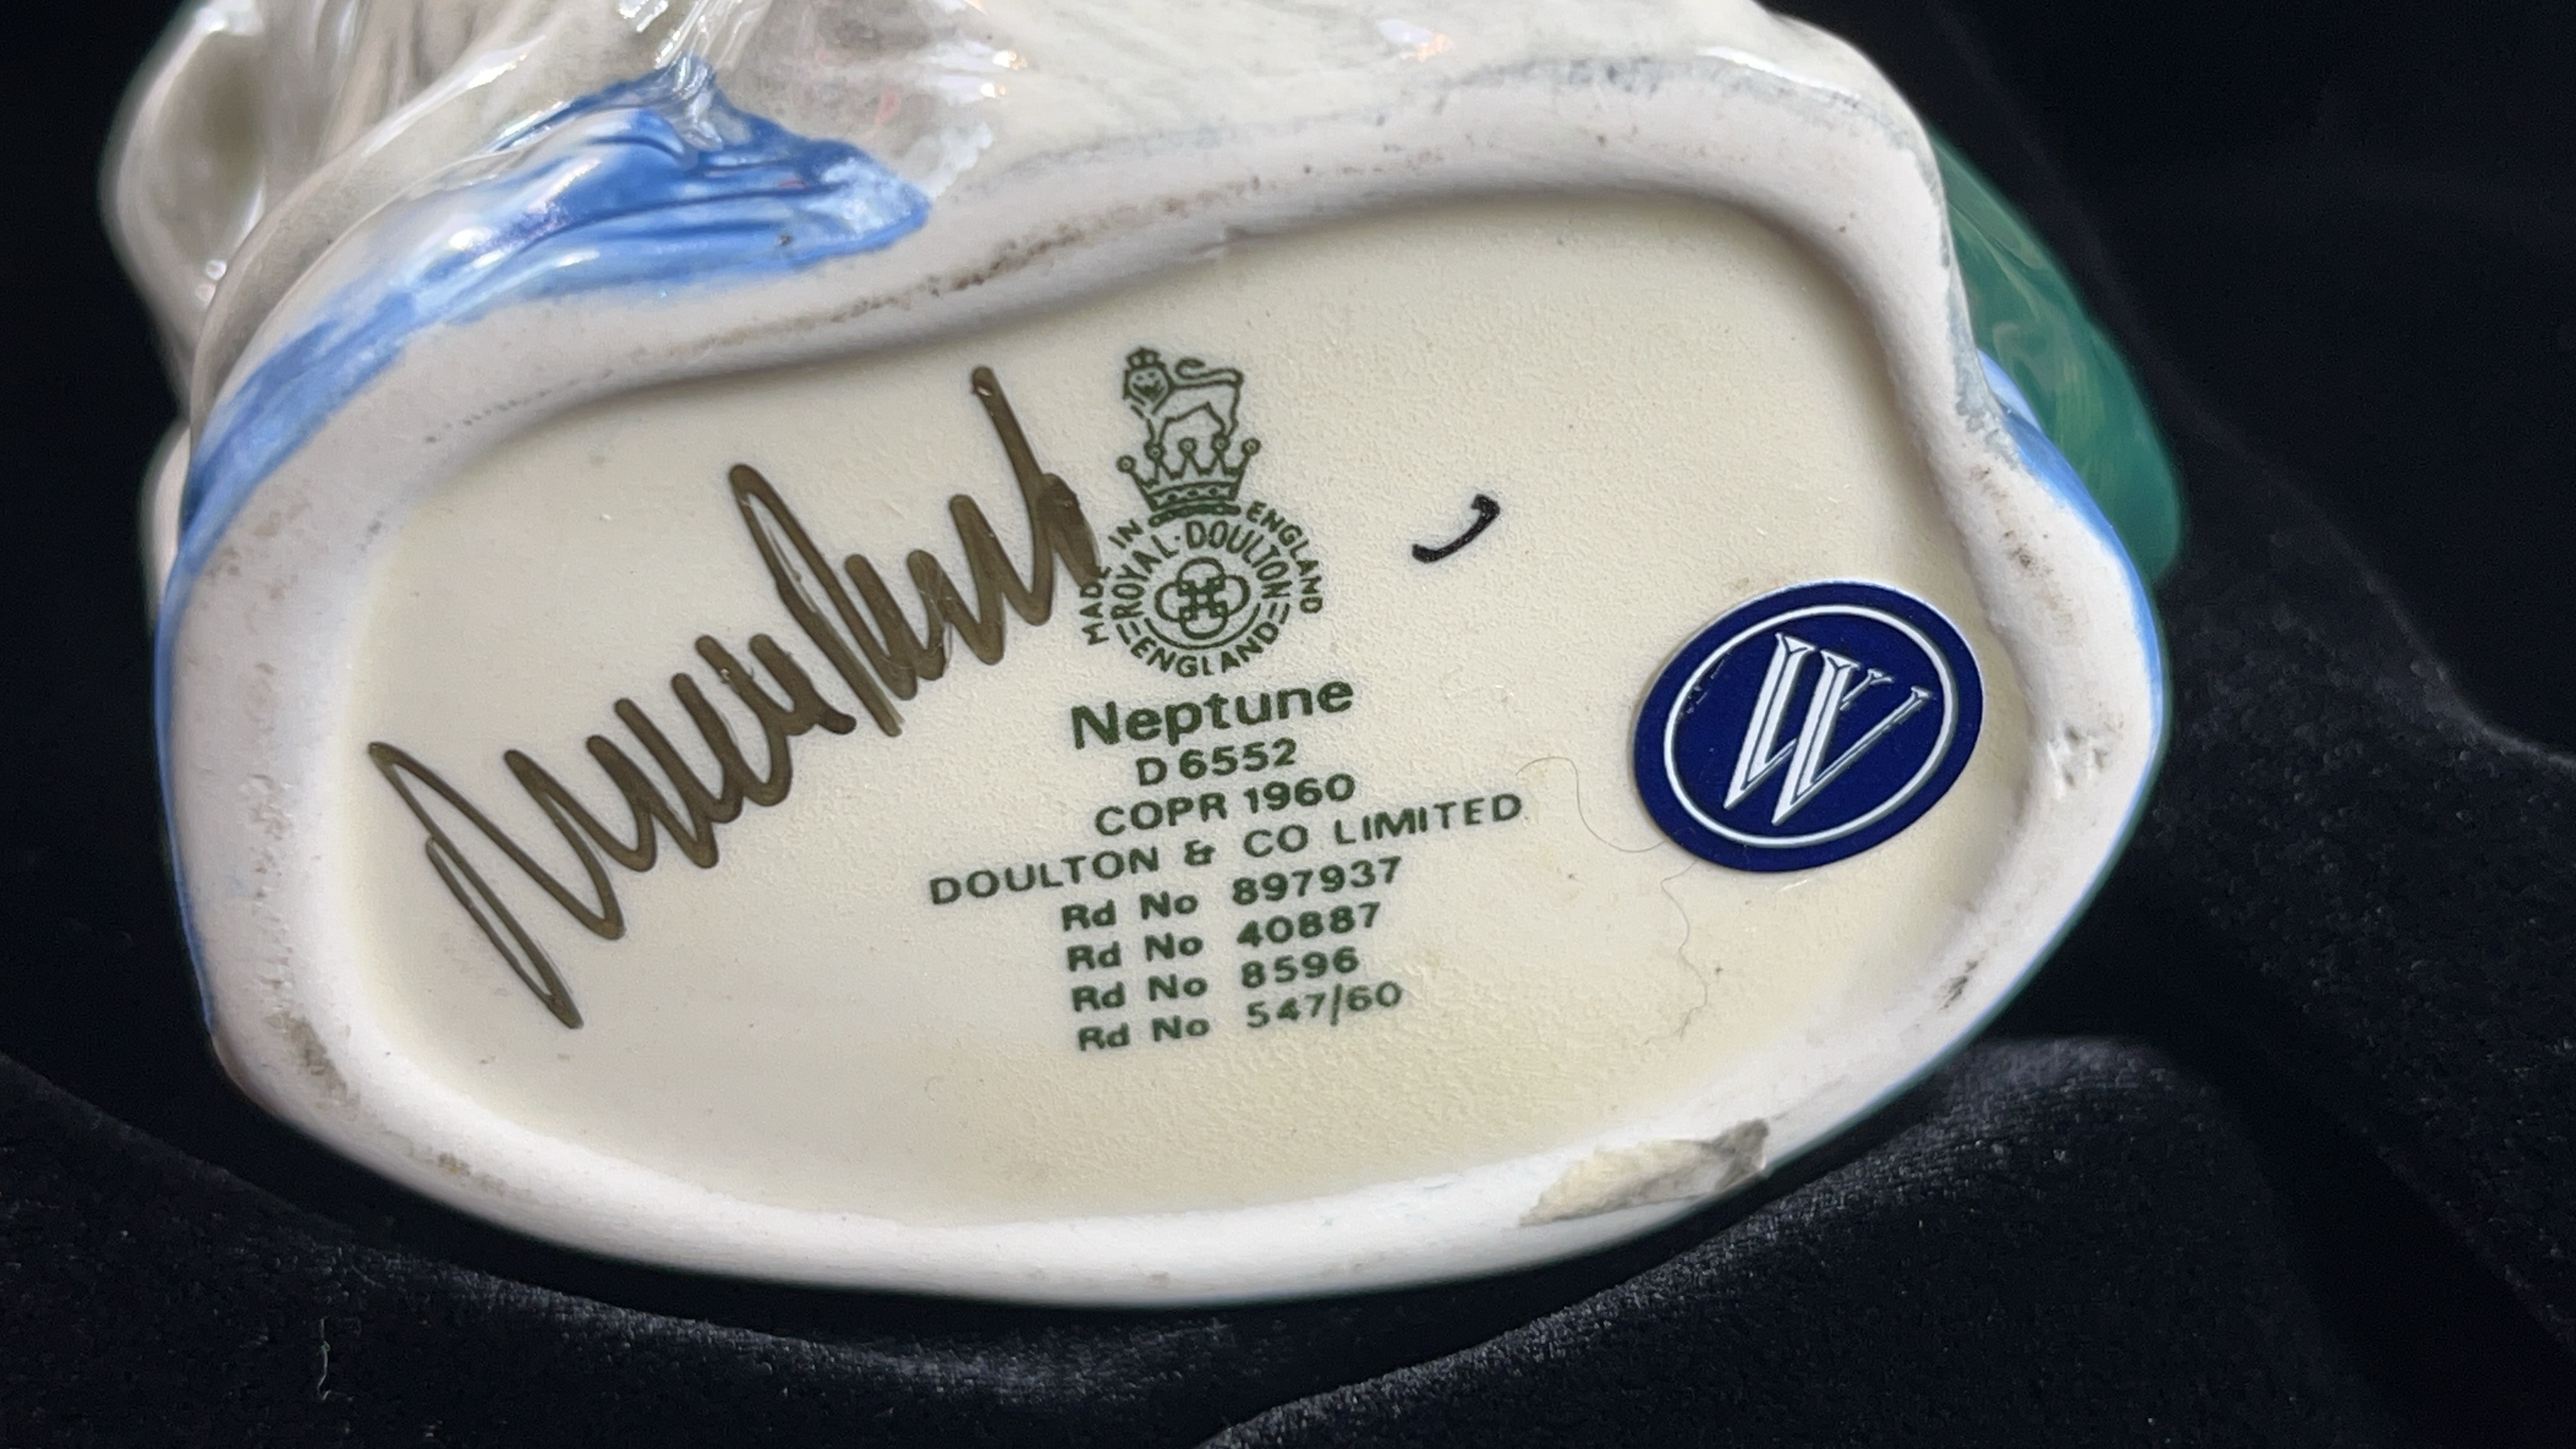 MADE IN ENGLAND
ROYAL·DOULTON
ENGLAND
Neptune
D 6552
COPR 1960
DOULTON & CO LIMITED
Rd No 897937
Rd No 40887
Rd No 8596
Rd No 547/60
W